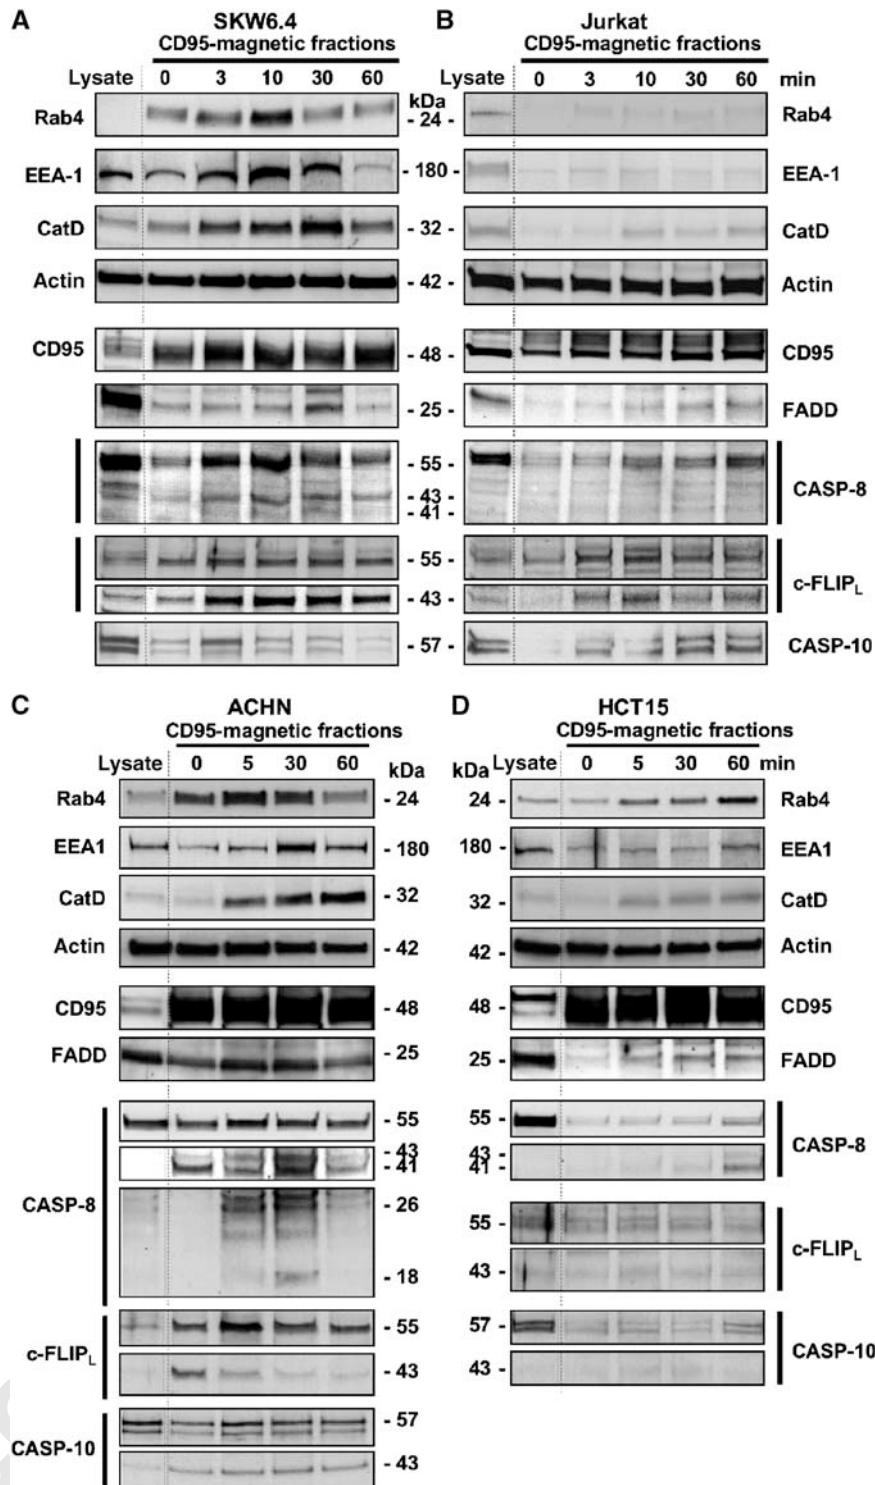 A SKW6.4
CD95-magnetic fractions
Lysate 0 3 10 30 60
kDa
Rab4 - 24 -
EEA-1 - 180 -
CatD - 32 -
Actin - 42 -
CD95 - 48 -
- 25 -
- 55 -
- 43 -
- 41 -
- 55 -
- 43 -
- 57 -
B Jurkat
CD95-magnetic fractions
Lysate 0 3 10 30 60 min
Rab4
EEA-1
CatD
Actin
CD95
FADD
CASP-8
c-FLIPL
CASP-10
C ACHN
CD95-magnetic fractions
Lysate 0 5 30 60 kDa
Rab4 - 24
EEA1 - 180
CatD - 32
Actin - 42
CD95 - 48
FADD - 25
- 55
- 43
- 41
CASP-8 - 26
- 18
- 55
c-FLIPL
- 43
- 57
CASP-10
- 43
D HCT15
CD95-magnetic fractions
kDa Lysate 0 5 30 60 min
24 - Rab4
180 - EEA1
32 - CatD
42 - Actin
48 - CD95
25 - FADD
55 -
CASP-8
43 -
41 -
55 -
c-FLIPL
43 -
57 -
CASP-10
43 -